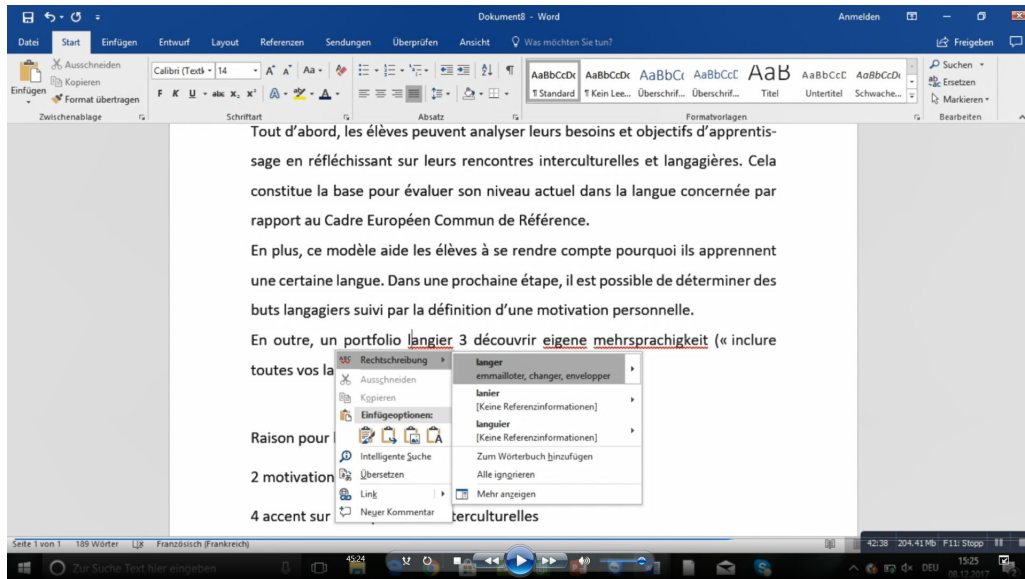 Dokument8 - Word
Anmelden
Datei Start Einfügen Entwurf Layout Referenzen Sendungen Überprüfen Ansicht Was möchten Sie tun? Freigeben
Einfügen
Ausschneiden
Kopieren
Format übertragen
Zwischenablage
Calibri (Textk 14
F K U abc x₂ x²
Schriftart
Absatz
AaBbCcDc AaBbCcDc AaBbCc AaBbCcC AaB AaBbCcC AaBbCcDc
¶ Standard ¶ Kein Lee... Überschrif... Überschrif... Titel Untertitel Schwache...
Formatvorlagen
Suchen
Ersetzen
Markieren
Bearbeiten
Tout d’abord, les élèves peuvent analyser leurs besoins et objectifs d’apprentis-
sage en réfléchissant sur leurs rencontres interculturelles et langagières. Cela
constitue la base pour évaluer son niveau actuel dans la langue concernée par
rapport au Cadre Européen Commun de Référence.
En plus, ce modèle aide les élèves à se rendre compte pourquoi ils apprennent
une certaine langue. Dans une prochaine étape, il est possible de déterminer des
buts langagiers suivi par la définition d’une motivation personnelle.
En outre, un portfolio langier 3 découvrir eigene mehrsprachigkeit (« inclure
toutes vos la
Raison pour
2 motivation
4 accent sur
terculturelles
Rechtschreibung
Ausschneiden
Kopieren
Einfügeoptionen:
Intelligente Suche
Übersetzen
Link
Neuer Kommentar
langer
emmailloter, changer, envelopper
lanier
[Keine Referenzinformationen]
languier
[Keine Referenzinformationen]
Zum Wörterbuch hinzufügen
Alle ignorieren
Mehr anzeigen
Seite 1 von 1 189 Wörter Französisch (Frankreich)
42:38 204.41 Mb F11: Stopp
Zur Suche Text hier eingeben
45:24
DEU
15:25
08.12.2017